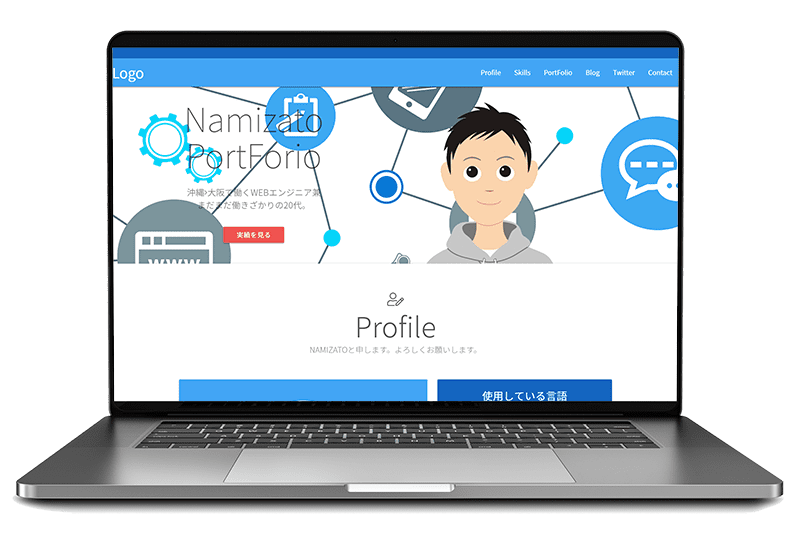 Logo
Profile Skills PortFolio Blog Twitter Contact
Namizato
PortForio
沖縄›大阪で働くWEBエンジニア兼
まだまだ働きざかりの20代。
実績を見る
WWW
Profile
NAMIZATOと申します。よろしくお願いします。
使用している言語